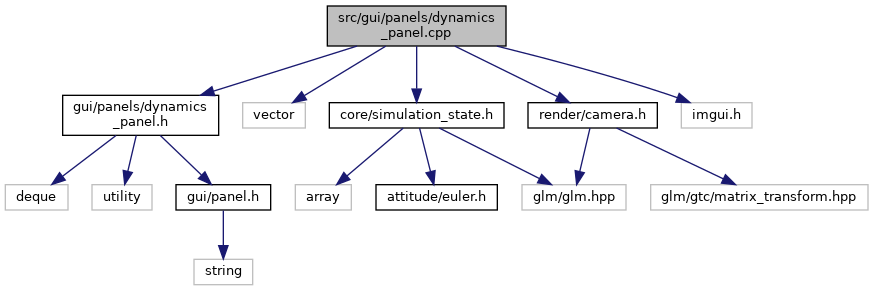 src/gui/panels/dynamics
_panel.cpp
gui/panels/dynamics
_panel.h
vector
core/simulation_state.h
render/camera.h
imgui.h
deque
utility
gui/panel.h
array
attitude/euler.h
glm/glm.hpp
glm/gtc/matrix_transform.hpp
string